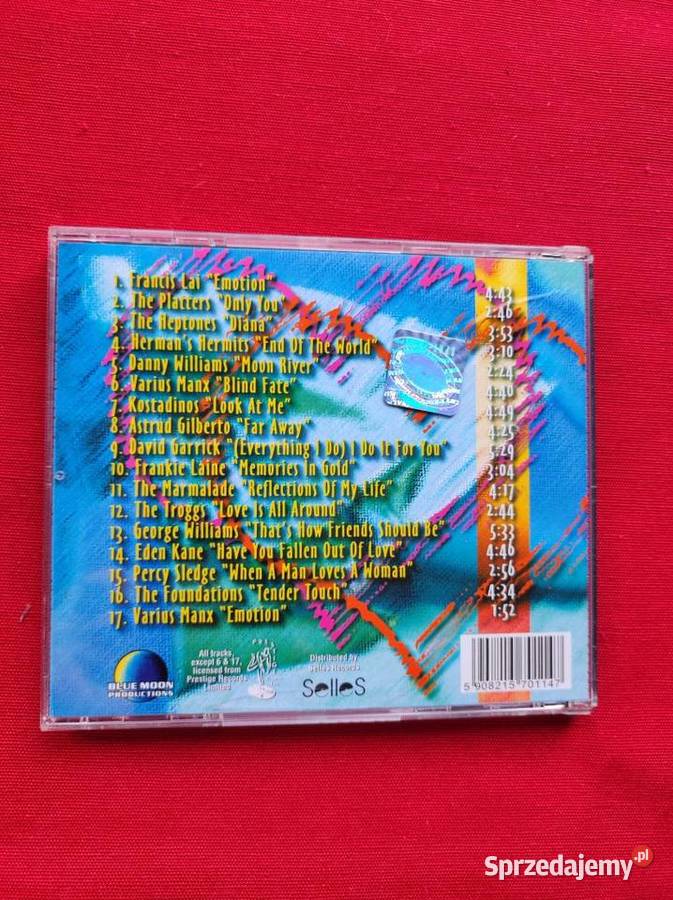 1. Francis Lai "Emotion" 4:43
2. The Platters "Only You" 2:46
3. The Heptones "Diana" 3:53
4. Herman's Hermits "End Of The World" 3:10
5. Danny Williams "Moon River" 2:24
6. Varius Manx "Blind Fate" 4:40
7. Kostadinos "Look At Me" 4:49
8. Astrud Gilberto "Far Away" 4:25
9. David Garrick "(Everything I Do) I Do It For You" 5:29
10. Frankie Laine "Memories In Gold" 3:04
11. The Marmalade "Reflections Of My Life" 4:17
12. The Troggs "Love Is All Around" 2:44
13. George Williams "That's How Friends Should Be" 5:33
14. Eden Kane "Have You Fallen Out Of Love" 4:46
15. Percy Sledge "When A Man Loves A Woman" 2:56
16. The Foundations "Tender Touch" 4:34
17. Varius Manx "Emotion" 1:52
BLUE MOON
PRODUCTIONS
All tracks,
except 6 & 17,
licensed from
Prestige Records
Limited
Distributed by
Selles Records
SelleS
5 908215 701147
Sprzedajemy.pl